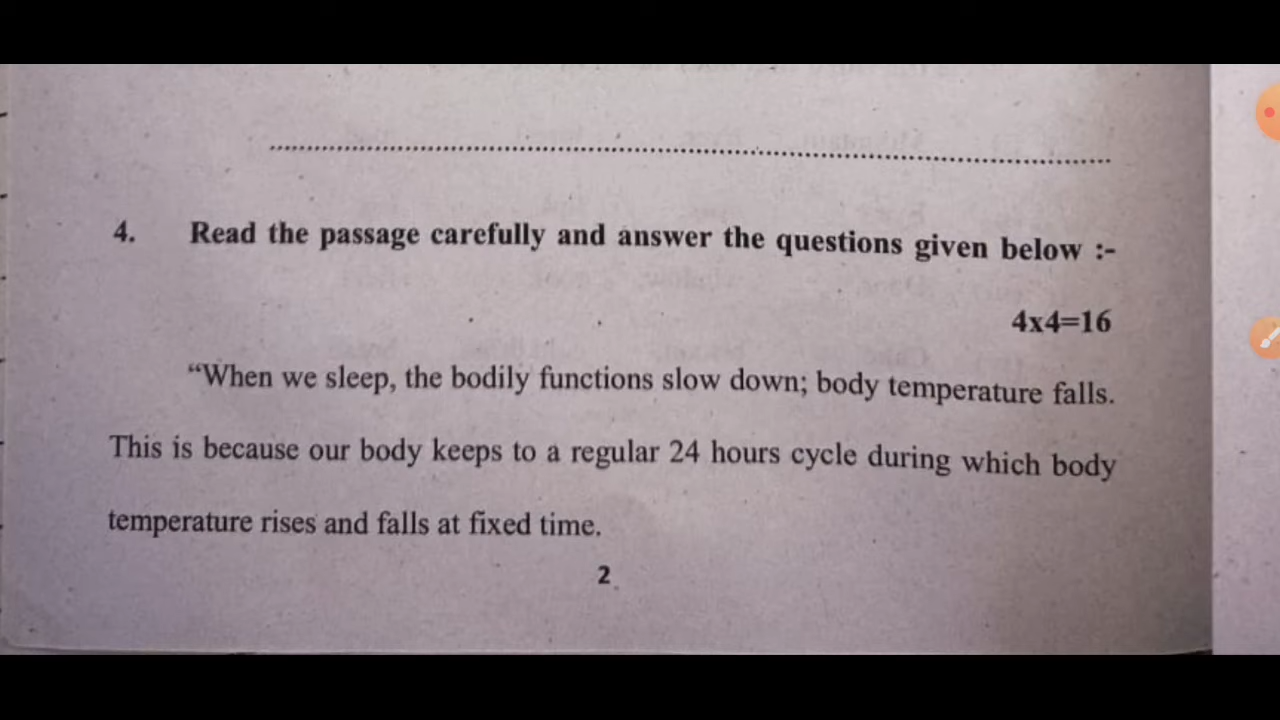 4. Read the passage carefully and answer the questions given below :-
4x4=16
“When we sleep, the bodily functions slow down; body temperature falls.
This is because our body keeps to a regular 24 hours cycle during which body
temperature rises and falls at fixed time.
2